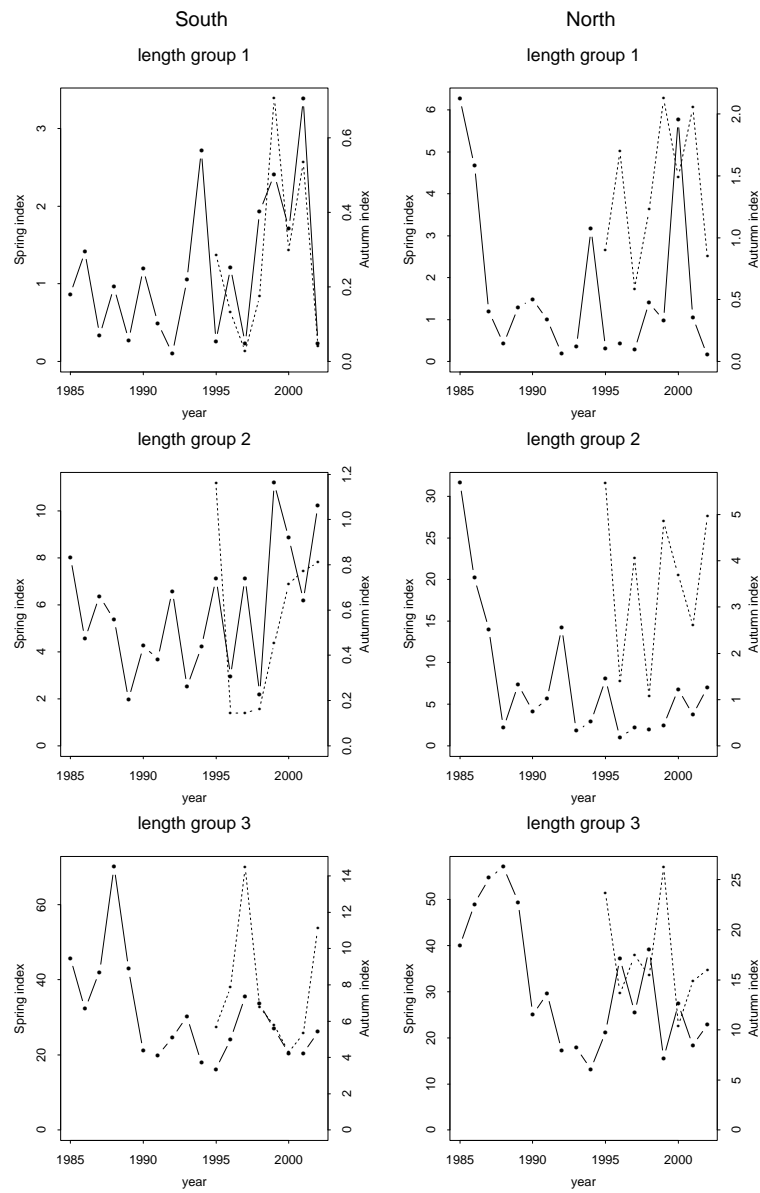 South
North
length group 1
length group 1
Spring index
0 1 2 3
Autumn index
0.0 0.2 0.4 0.6
1985 1990 1995 2000
year
Spring index
0 1 2 3 4 5 6
Autumn index
0.0 0.5 1.0 1.5 2.0
1985 1990 1995 2000
year
length group 2
length group 2
Spring index
0 2 4 6 8 10
Autumn index
0.0 0.2 0.4 0.6 0.8 1.0 1.2
1985 1990 1995 2000
year
Spring index
0 5 10 15 20 25 30
Autumn index
0 1 2 3 4 5
1985 1990 1995 2000
year
length group 3
length group 3
Spring index
0 20 40 60
Autumn index
0 2 4 6 8 10 12 14
1985 1990 1995 2000
year
Spring index
0 10 20 30 40 50
Autumn index
0 5 10 15 20 25
1985 1990 1995 2000
year